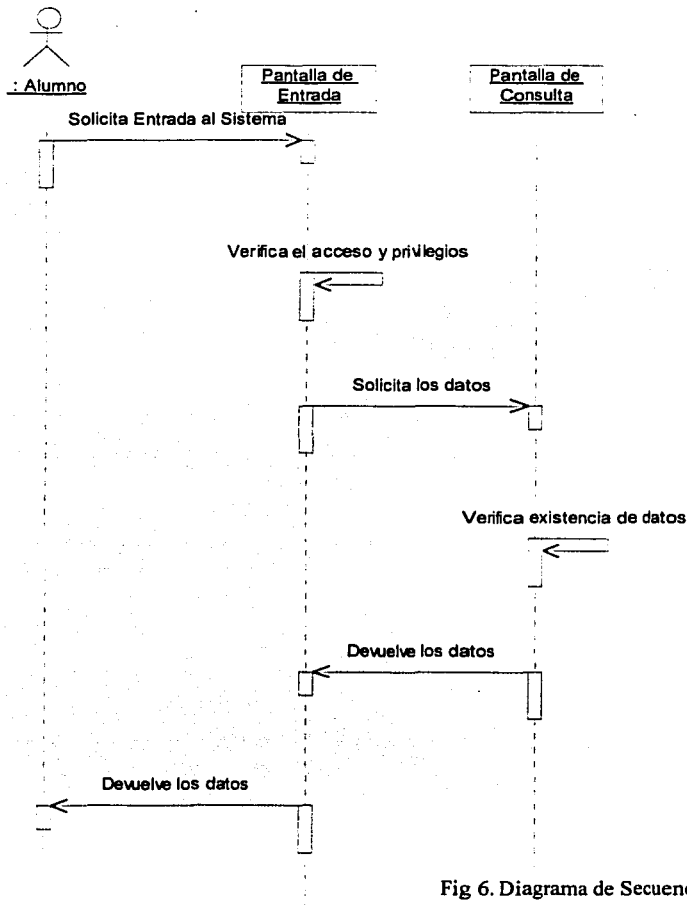 : Alumno
Pantalla de
Entrada
Pantalla de
Consulta
Solicita Entrada al Sistema
Verifica el acceso y privilegios
Solicita los datos
Verifica existencia de datos
Devuelve los datos
Devuelve los datos
Fig 6. Diagrama de